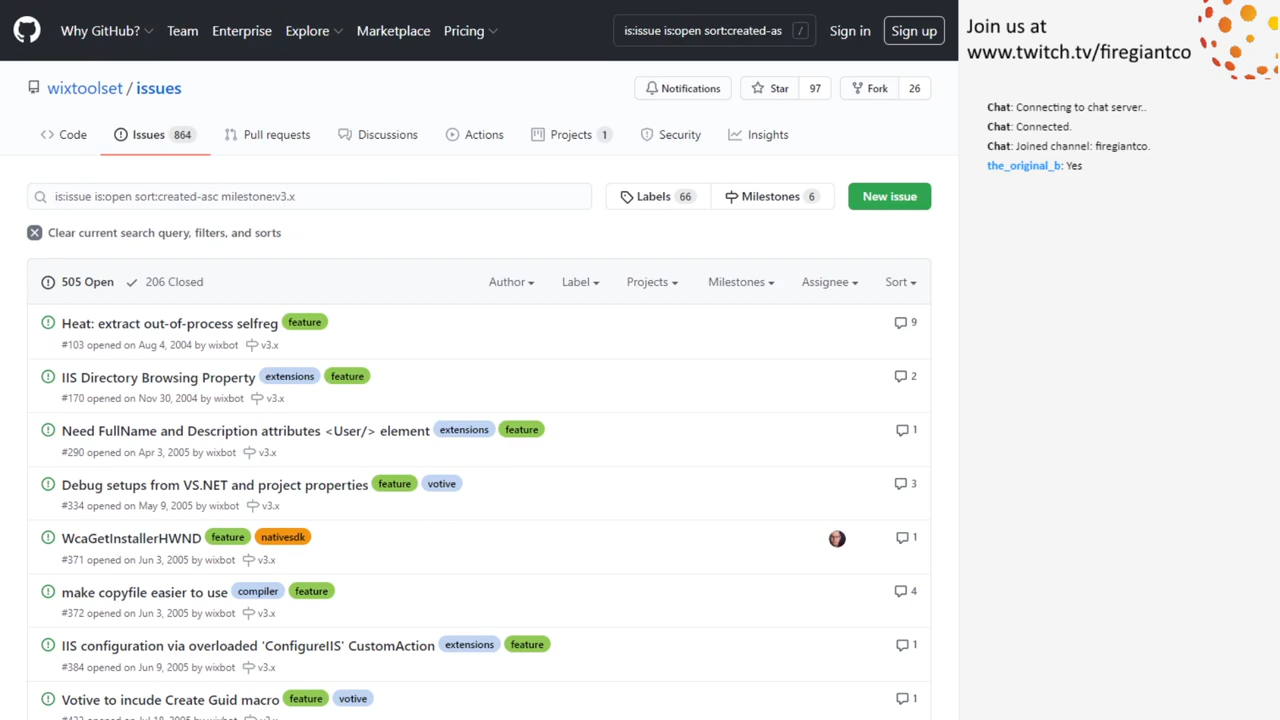 Why GitHub? Team Enterprise Explore Marketplace Pricing is:issue is:open sort:created-as / Sign in Sign up
wixtoolset / issues Notifications Star 97 Fork 26
Code Issues 864 Pull requests Discussions Actions Projects 1 Security Insights
is:issue is:open sort:created-asc milestone:v3.x Labels 66 Milestones 6 New issue
Clear current search query, filters, and sorts
505 Open 206 Closed Author Label Projects Milestones Assignee Sort
Heat: extract out-of-process selfreg feature 9
#103 opened on Aug 4, 2004 by wixbot v3.x
IIS Directory Browsing Property extensions feature 2
#170 opened on Nov 30, 2004 by wixbot v3.x
Need FullName and Description attributes <User/> element extensions feature 1
#290 opened on Apr 3, 2005 by wixbot v3.x
Debug setups from VS.NET and project properties feature votive 3
#334 opened on May 9, 2005 by wixbot v3.x
WcaGetInstallerHWND feature nativesdk 1
#371 opened on Jun 3, 2005 by wixbot v3.x
make copyfile easier to use compiler feature 4
#372 opened on Jun 3, 2005 by wixbot v3.x
IIS configuration via overloaded 'ConfigureIIS' CustomAction extensions feature 1
#384 opened on Jun 9, 2005 by wixbot v3.x
Votive to incude Create Guid macro feature votive 1
opened on Jul 18, 2005 by wixbot v3.x
Join us at
www.twitch.tv/firegiantco
Chat: Connecting to chat server..
Chat: Connected.
Chat: Joined channel: firegiantco.
the_original_b: Yes